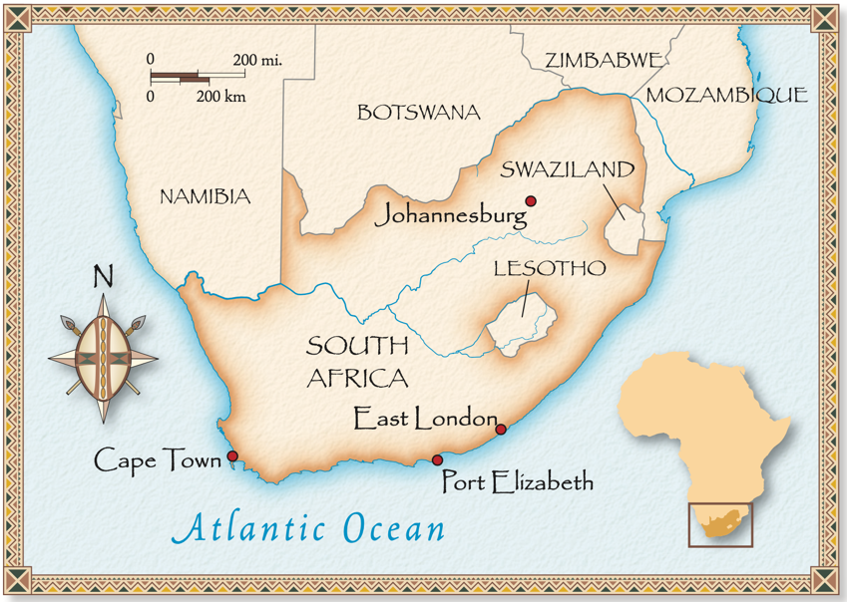 0 200 mi.
0 200 km
ZIMBABWE
MOZAMBIQUE
BOTSWANA
SWAZILAND
NAMIBIA
Johannesburg
LESOTHO
N
SOUTH
AFRICA
East London
Cape Town
Port Elizabeth
Atlantic Ocean